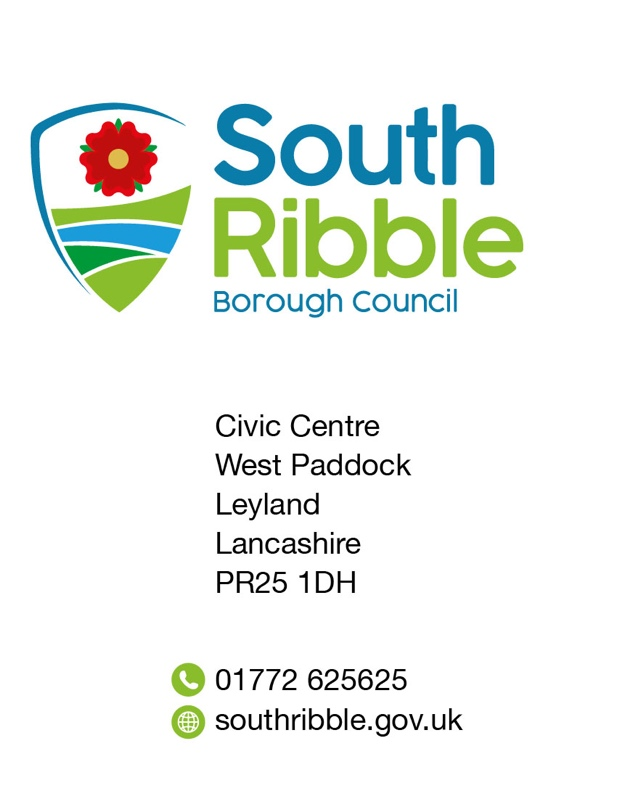 South
Ribble
Borough Council
Civic Centre
West Paddock
Leyland
Lancashire
PR25 1DH
01772 625625
southribble.gov.uk